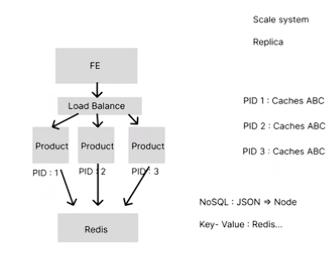 Scale system
Replica
FE
Load Balance
PID 1 : Caches ABC
PID 2 : Caches ABC
PID 3 : Caches ABC
Product Product Product
PID : 1 PID : 2 PID : 3
NoSQL : JSON => Node
Key- Value : Redis...
Redis